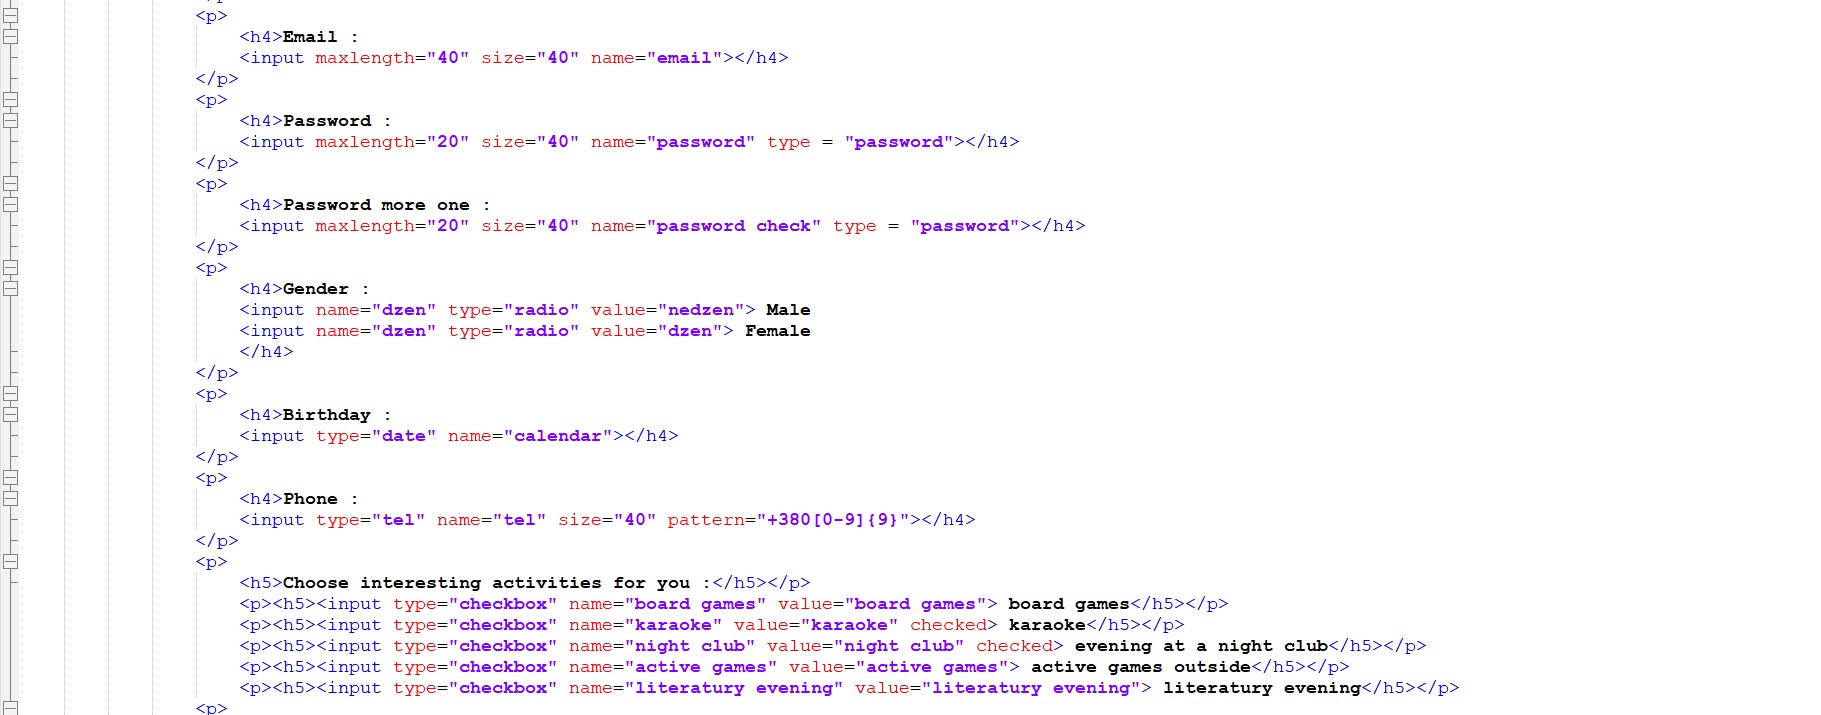 <p>
<h4>Email :
<input maxlength="40" size="40" name="email"></h4>
</p>
<p>
<h4>Password :
<input maxlength="20" size="40" name="password" type = "password"></h4>
</p>
<p>
<h4>Password more one :
<input maxlength="20" size="40" name="password check" type = "password"></h4>
</p>
<p>
<h4>Gender :
<input name="dzen" type="radio" value="nedzen"> Male
<input name="dzen" type="radio" value="dzen"> Female
</h4>
</p>
<p>
<h4>Birthday :
<input type="date" name="calendar"></h4>
</p>
<p>
<h4>Phone :
<input type="tel" name="tel" size="40" pattern="+380[0-9]{9}"></h4>
</p>
<p>
<h5>Choose interesting activities for you :</h5></p>
<p><h5><input type="checkbox" name="board games" value="board games"> board games</h5></p>
<p><h5><input type="checkbox" name="karaoke" value="karaoke" checked> karaoke</h5></p>
<p><h5><input type="checkbox" name="night club" value="night club" checked> evening at a night club</h5></p>
<p><h5><input type="checkbox" name="active games" value="active games"> active games outside</h5></p>
<p><h5><input type="checkbox" name="literatury evening" value="literatury evening"> literatury evening</h5></p>
<p>